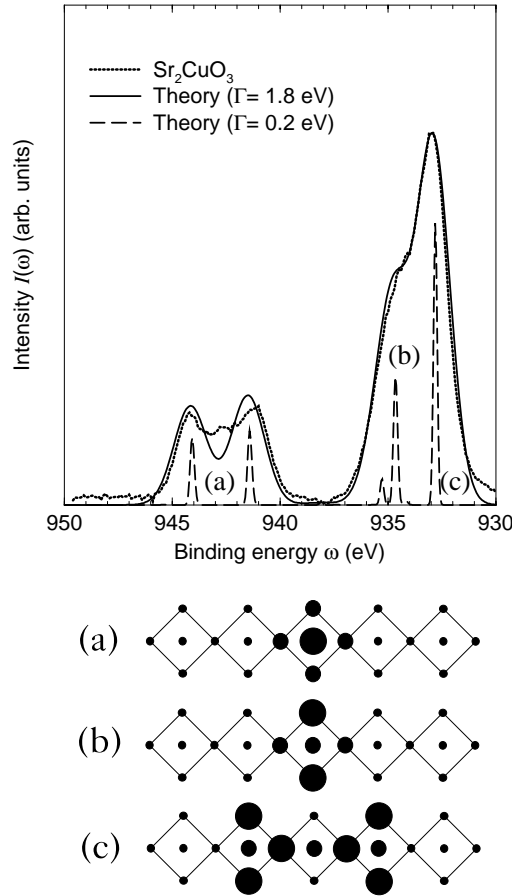 Sr₂CuO₃
Theory (Γ= 1.8 eV)
Theory (Γ= 0.2 eV)
Intensity I(ω) (arb. units)
(b)
(a)
(c)
950 945 940 935 930
Binding energy ω (eV)
(a)
(b)
(c)